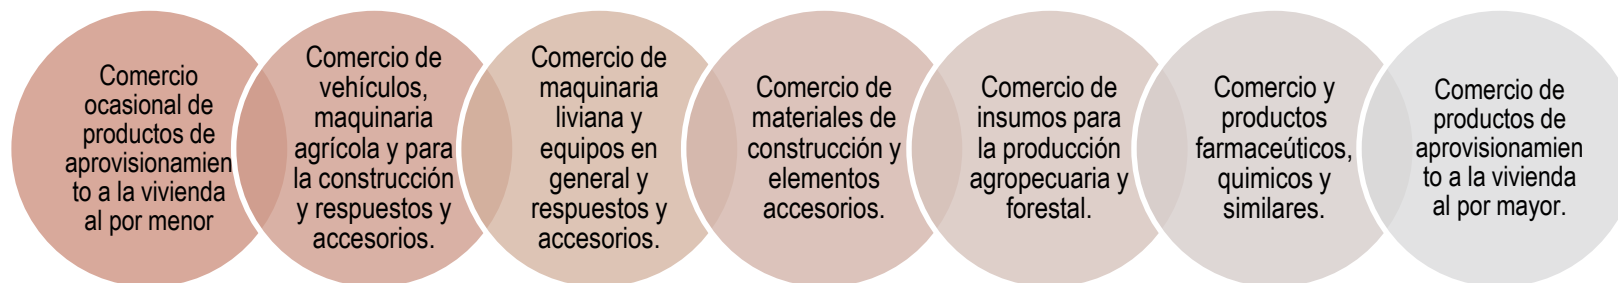 Comercio
ocasional de
productos de
aprovisionamien
to a la vivienda
al por menor
Comercio de
vehículos,
maquinaria
agrícola y para
la construcción
y respuestos y
accesorios.
Comercio de
maquinaria
liviana y
equipos en
general y
respuestos y
accesorios.
Comercio de
materiales de
construcción y
elementos
accesorios.
Comercio de
insumos para
la producción
agropecuaria y
forestal.
Comercio y
productos
farmaceúticos,
quimicos y
similares.
Comercio de
productos de
aprovisionamien
to a la vivienda
al por mayor.